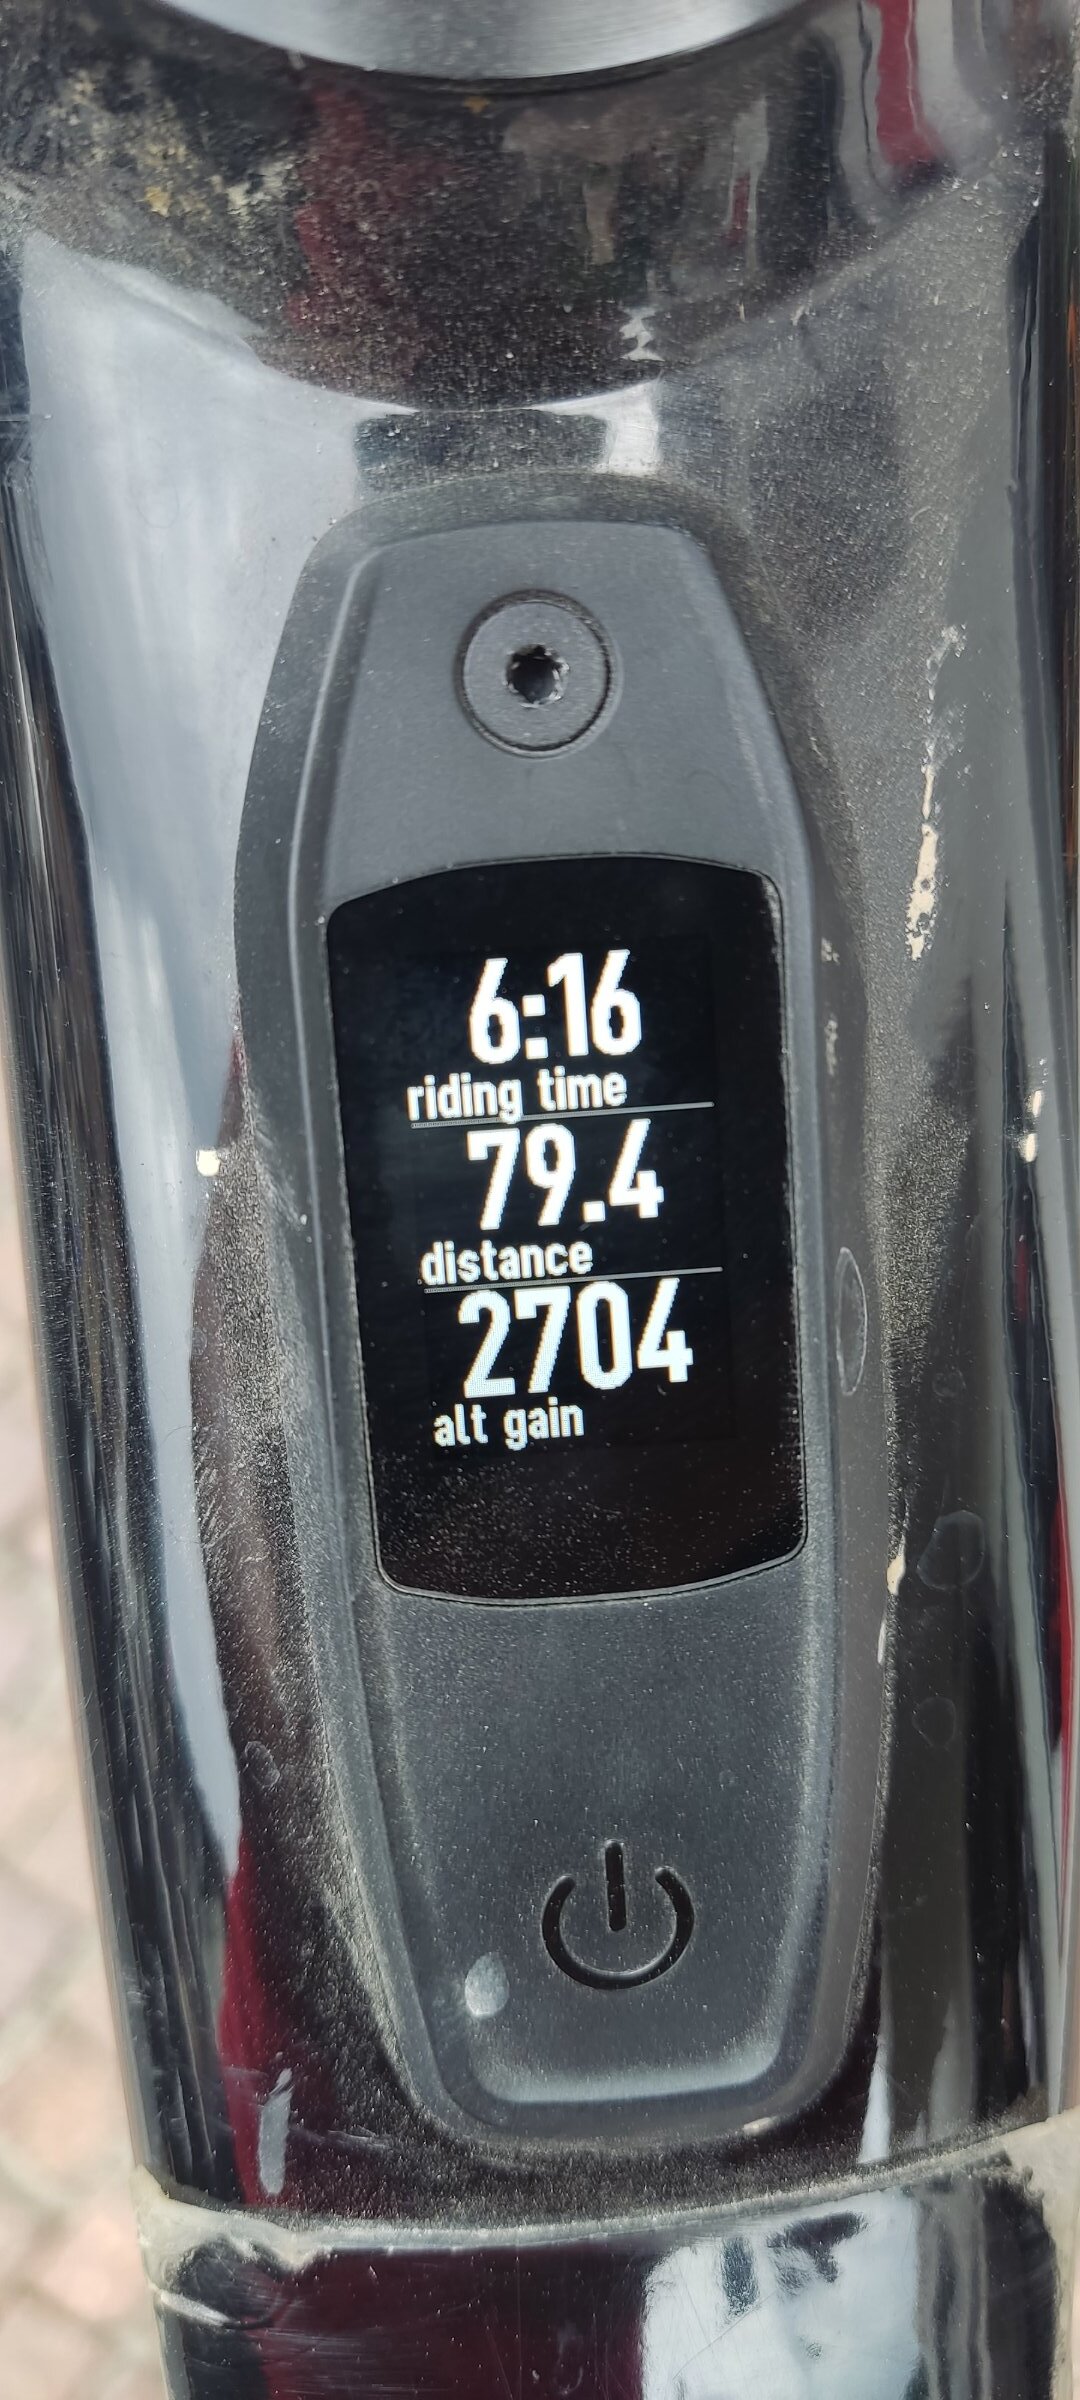 6:16
riding time
79.4
distance
2704
alt gain